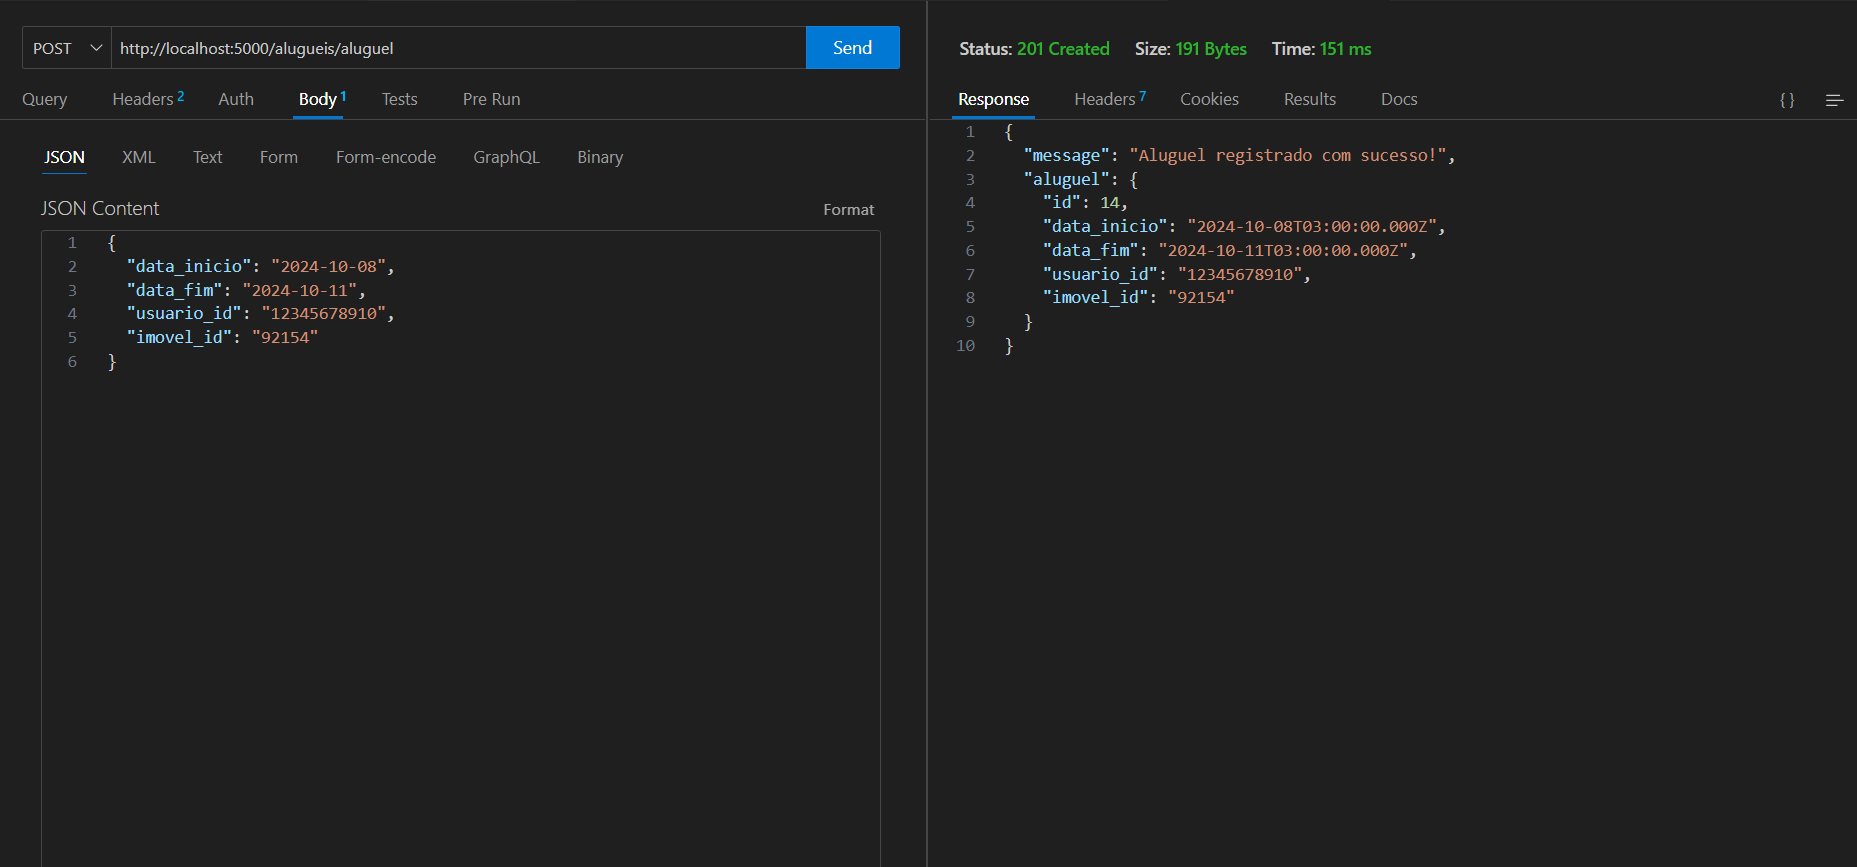 POST http://localhost:5000/alugueis/aluguel Send
Query Headers 2 Auth Body 1 Tests Pre Run
JSON XML Text Form Form-encode GraphQL Binary
JSON Content Format
1 {
2 "data_inicio": "2024-10-08",
3 "data_fim": "2024-10-11",
4 "usuario_id": "12345678910",
5 "imovel_id": "92154"
6 }
Status: 201 Created Size: 191 Bytes Time: 151 ms
Response Headers 7 Cookies Results Docs { }
1 {
2 "message": "Aluguel registrado com sucesso!",
3 "aluguel": {
4 "id": 14,
5 "data_inicio": "2024-10-08T03:00:00.000Z",
6 "data_fim": "2024-10-11T03:00:00.000Z",
7 "usuario_id": "12345678910",
8 "imovel_id": "92154"
9 }
10 }